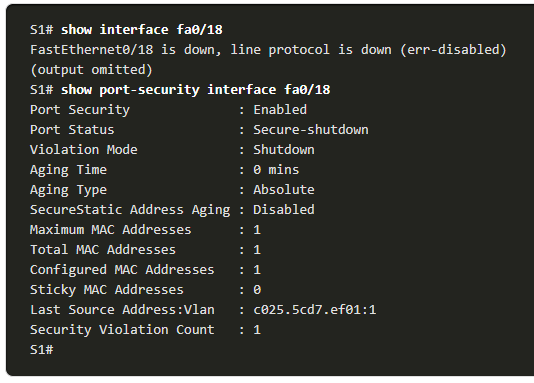 S1# show interface fa0/18
FastEthernet0/18 is down, line protocol is down (err-disabled)
(output omitted)
S1# show port-security interface fa0/18
Port Security : Enabled
Port Status : Secure-shutdown
Violation Mode : Shutdown
Aging Time : 0 mins
Aging Type : Absolute
SecureStatic Address Aging : Disabled
Maximum MAC Addresses : 1
Total MAC Addresses : 1
Configured MAC Addresses : 1
Sticky MAC Addresses : 0
Last Source Address:Vlan : c025.5cd7.ef01:1
Security Violation Count : 1
S1#